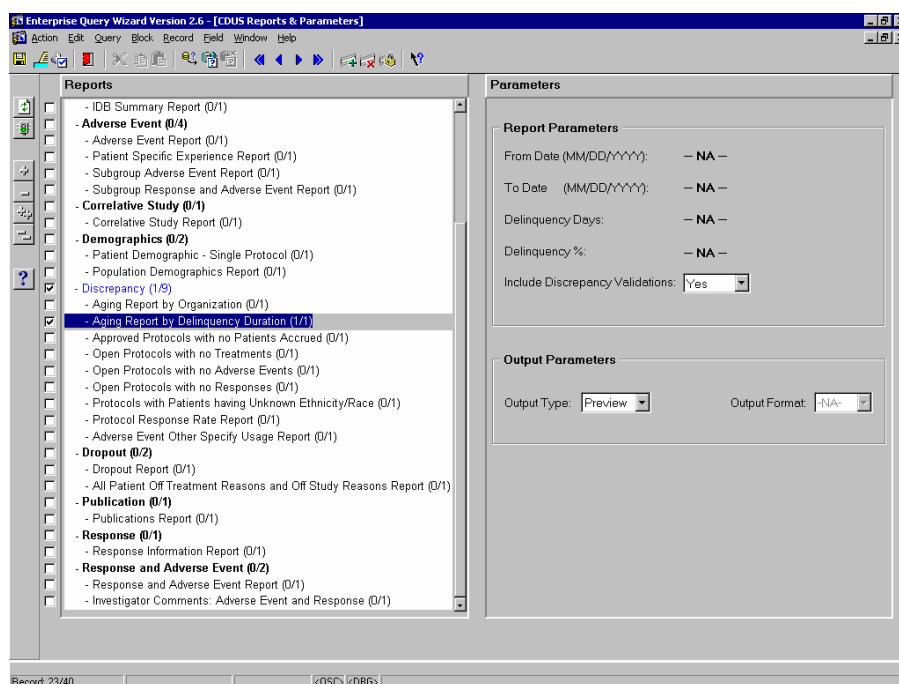 Enterprise Query Wizard Version 2.6 - [CDUS Reports & Parameters]
Action Edit Query Block Record Field Window Help
Reports
- IDB Summary Report (0/1)
- Adverse Event (0/4)
- Adverse Event Report (0/1)
- Patient Specific Experience Report (0/1)
- Subgroup Adverse Event Report (0/1)
- Subgroup Response and Adverse Event Report (0/1)
- Correlative Study (0/1)
- Correlative Study Report (0/1)
- Demographics (0/2)
- Patient Demographic - Single Protocol (0/1)
- Population Demographics Report (0/1)
- Discrepancy (1/9)
- Aging Report by Organization (0/1)
- Aging Report by Delinquency Duration (1/1)
- Approved Protocols with no Patients Accrued (0/1)
- Open Protocols with no Treatments (0/1)
- Open Protocols with no Adverse Events (0/1)
- Open Protocols with no Responses (0/1)
- Protocols with Patients having Unknown Ethnicity/Race (0/1)
- Protocol Response Rate Report (0/1)
- Adverse Event Other Specify Usage Report (0/1)
- Dropout (0/2)
- Dropout Report (0/1)
- All Patient Off Treatment Reasons and Off Study Reasons Report (0/1)
- Publication (0/1)
- Publications Report (0/1)
- Response (0/1)
- Response Information Report (0/1)
- Response and Adverse Event (0/2)
- Response and Adverse Event Report (0/1)
- Investigator Comments: Adverse Event and Response (0/1)
Parameters
Report Parameters
From Date (MM/DD/YYYY): -- NA --
To Date (MM/DD/YYYY): -- NA --
Delinquency Days: -- NA --
Delinquency %: -- NA --
Include Discrepancy Validations: Yes
Output Parameters
Output Type: Preview Output Format: -NA-
Record: 23/40 <OSC> <DBG>